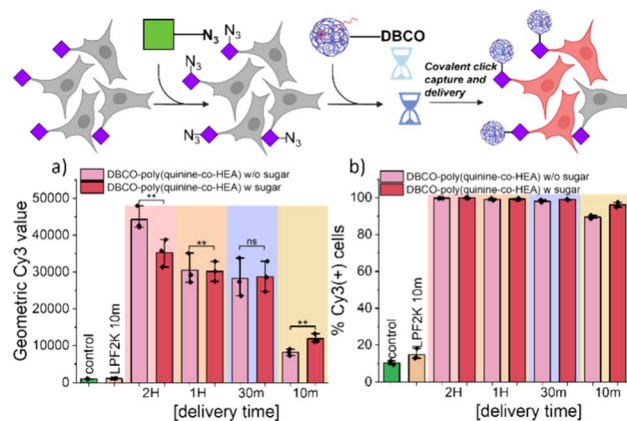 N₃
N₃
DBCO
N₃
N₃
N₃
Covalent click
capture and
delivery
a)
DBCO-poly(quinine-co-HEA) w/o sugar
DBCO-poly(quinine-co-HEA) w sugar
Geometric Cy3 value
50000
40000
30000
20000
10000
0
**
**
ns
**
control
LPF2K 10m
2H
1H
30m
10m
[delivery time]
b)
DBCO-poly(quinine-co-HEA) w/o sugar
DBCO-poly(quinine-co-HEA) w sugar
% Cy3(+) cells
120
100
80
60
40
20
0
control
LPF2K 10m
2H
1H
30m
10m
[delivery time]